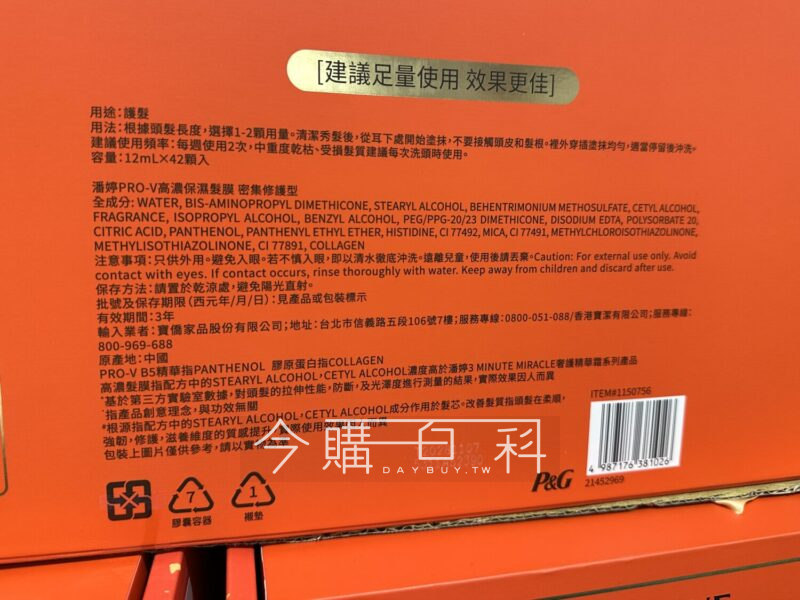 [建議足量使用 效果更佳]
用途：護髮
用法：根據頭髮長度，選擇1-2顆用量。清潔秀髮後，從耳下處開始塗抹，不要接觸頭皮和髮根。裡外穿插塗抹均勻，適當停留後沖洗。
建議使用頻率：每週使用2次，中重度乾枯、受損髮質建議每次洗頭時使用。
容量：12mL×42顆入
潘婷PRO-V高濃保濕髮膜 密集修護型
全成分: WATER, BIS-AMINOPROPYL DIMETHICONE, STEARYL ALCOHOL, BEHENTRIMONIUM METHOSULFATE, CETYL ALCOHOL,
FRAGRANCE, ISOPROPYL ALCOHOL, BENZYL ALCOHOL, PEG/PPG-20/23 DIMETHICONE, DISODIUM EDTA, POLYSORBATE 20,
CITRIC ACID, PANTHENOL, PANTHENYL ETHYL ETHER, HISTIDINE, CI 77492, MICA, CI 77491, METHYLCHLOROISOTHIAZOLINONE,
METHYLISOTHIAZOLINONE, CI 77891, COLLAGEN
注意事項：只供外用。避免入眼。若不慎入眼，即以清水徹底沖洗。遠離兒童，使用後請丟棄。Caution: For external use only. Avoid
contact with eyes. If contact occurs, rinse thoroughly with water. Keep away from children and discard after use.
保存方法：請置於乾涼處，避免陽光直射。
批號及保存期限（西元年/月/日）：見產品或包裝標示
有效期間：3年
輸入業者：寶僑家品股份有限公司；地址：台北市信義路五段106號7樓；服務專線：0800-051-088/香港寶潔有限公司；服務專線：
800-969-688
原產地：中國
PRO-V B5精華指PANTHENOL 膠原蛋白指COLLAGEN
高濃髮膜指配方中的STEARYL ALCOHOL，CETYL ALCOHOL濃度高於潘婷3 MINUTE MIRACLE奢護精華霜系列產品
*基於第三方實驗室數據，對頭髮的拉伸性能，防斷，及光澤度進行測量的結果，實際效果因人而異
^指產品創意理念，與功效無關
#根源指配方中的STEARYL ALCOHOL，CETYL ALCOHOL成分作用於髮芯。改善髮質指頭髮在柔順，
強韌，修護，滋養維度的質感提升，實際使用效果因人而異
包裝上圖片僅供參考，請以實物為準
今購百科
DAYBUY.TW
ITEM#1150756
4 987176 381026
P&G
21452969
7
膠囊容器
1
襯墊